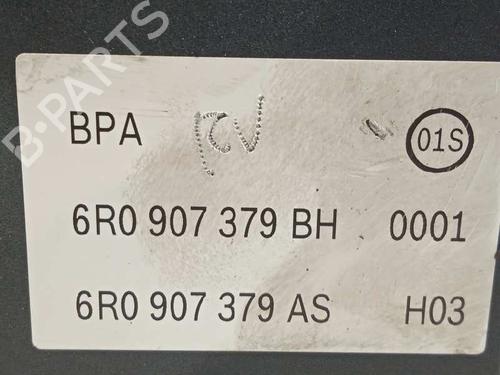 B-PARTS
BPA
01S
6R0 907 379 BH 0001
6R0 907 379 AS H03